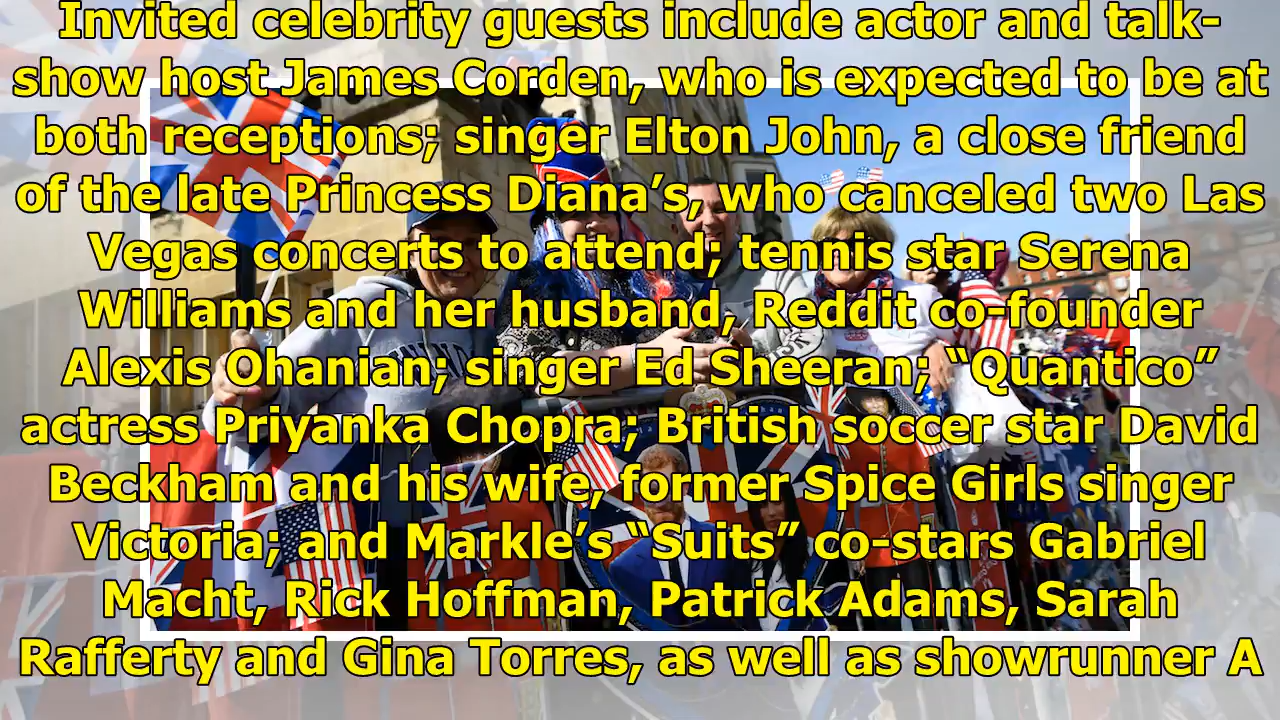 Invited celebrity guests include actor and talk-
show host James Corden, who is expected to be at
both receptions; singer Elton John, a close friend
of the late Princess Diana’s, who canceled two Las
Vegas concerts to attend; tennis star Serena
Williams and her husband, Reddit co-founder
Alexis Ohanian; singer Ed Sheeran; “Quantico”
actress Priyanka Chopra; British soccer star David
Beckham and his wife, former Spice Girls singer
Victoria; and Markle’s “Suits” co-stars Gabriel
Macht, Rick Hoffman, Patrick Adams, Sarah
Rafferty and Gina Torres, as well as showrunner A